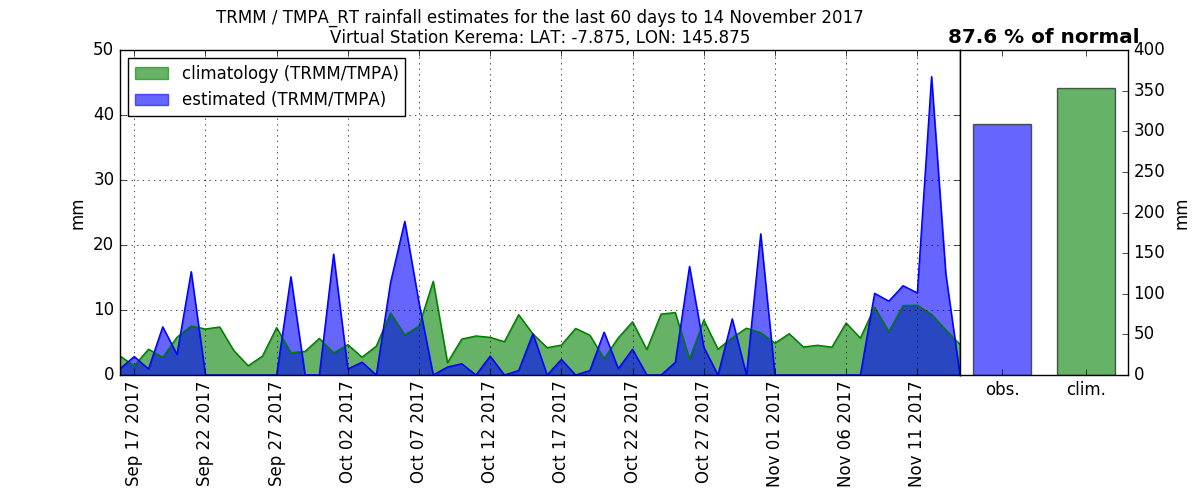 TRMM / TMPA_RT rainfall estimates for the last 60 days to 14 November 2017
Virtual Station Kerema: LAT: -7.875, LON: 145.875
87.6 % of normal
climatology (TRMM/TMPA)
estimated (TRMM/TMPA)
mm
50
40
30
20
10
0
Sep 17 2017
Sep 22 2017
Sep 27 2017
Oct 02 2017
Oct 07 2017
Oct 12 2017
Oct 17 2017
Oct 22 2017
Oct 27 2017
Nov 01 2017
Nov 06 2017
Nov 11 2017
obs.
clim.
400
350
300
250
200
150
100
50
0
mm